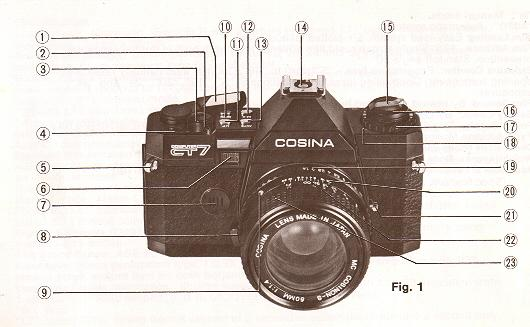 ⑩ ⑫ ⑭ ⑮
① ⑪ ⑬
②
③ ⑯
④ ⑰
⑱
COSINA
COMPUTER
CT7
⑤ ⑲
⑥ ⑳
⑦ ㉑
⑧ ㉒
㉓
COSINA LENS MADE IN JAPAN MC COSINON-S 50MM 1:1.4
⑨
Fig. 1